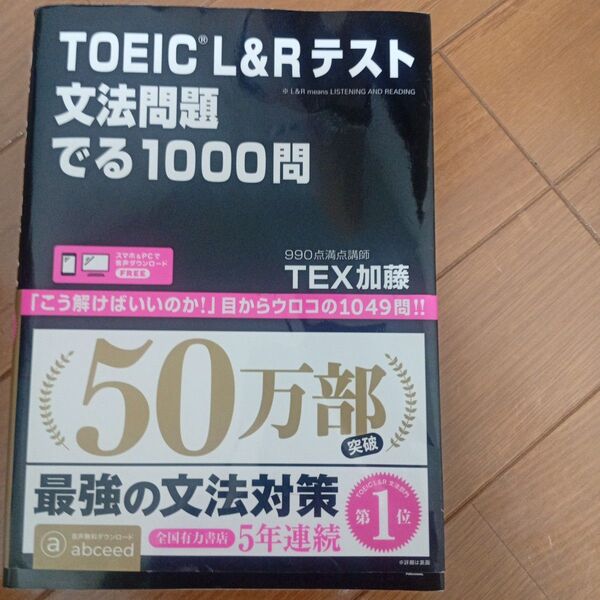 TOEIC® L&Rテスト
※ L&R means LISTENING AND READING
文法問題
でる1000問
スマホ&PCで
音声ダウンロード
FREE
990点満点講師
TEX加藤
「こう解けばいいのか!」目からウロコの1049問!!
50万部
突破
最強の文法対策
TOEIC L&R 文法部門
第1位
a
音声無料ダウンロード
abceed
全国有力書店
5年連続
※詳細は裏面